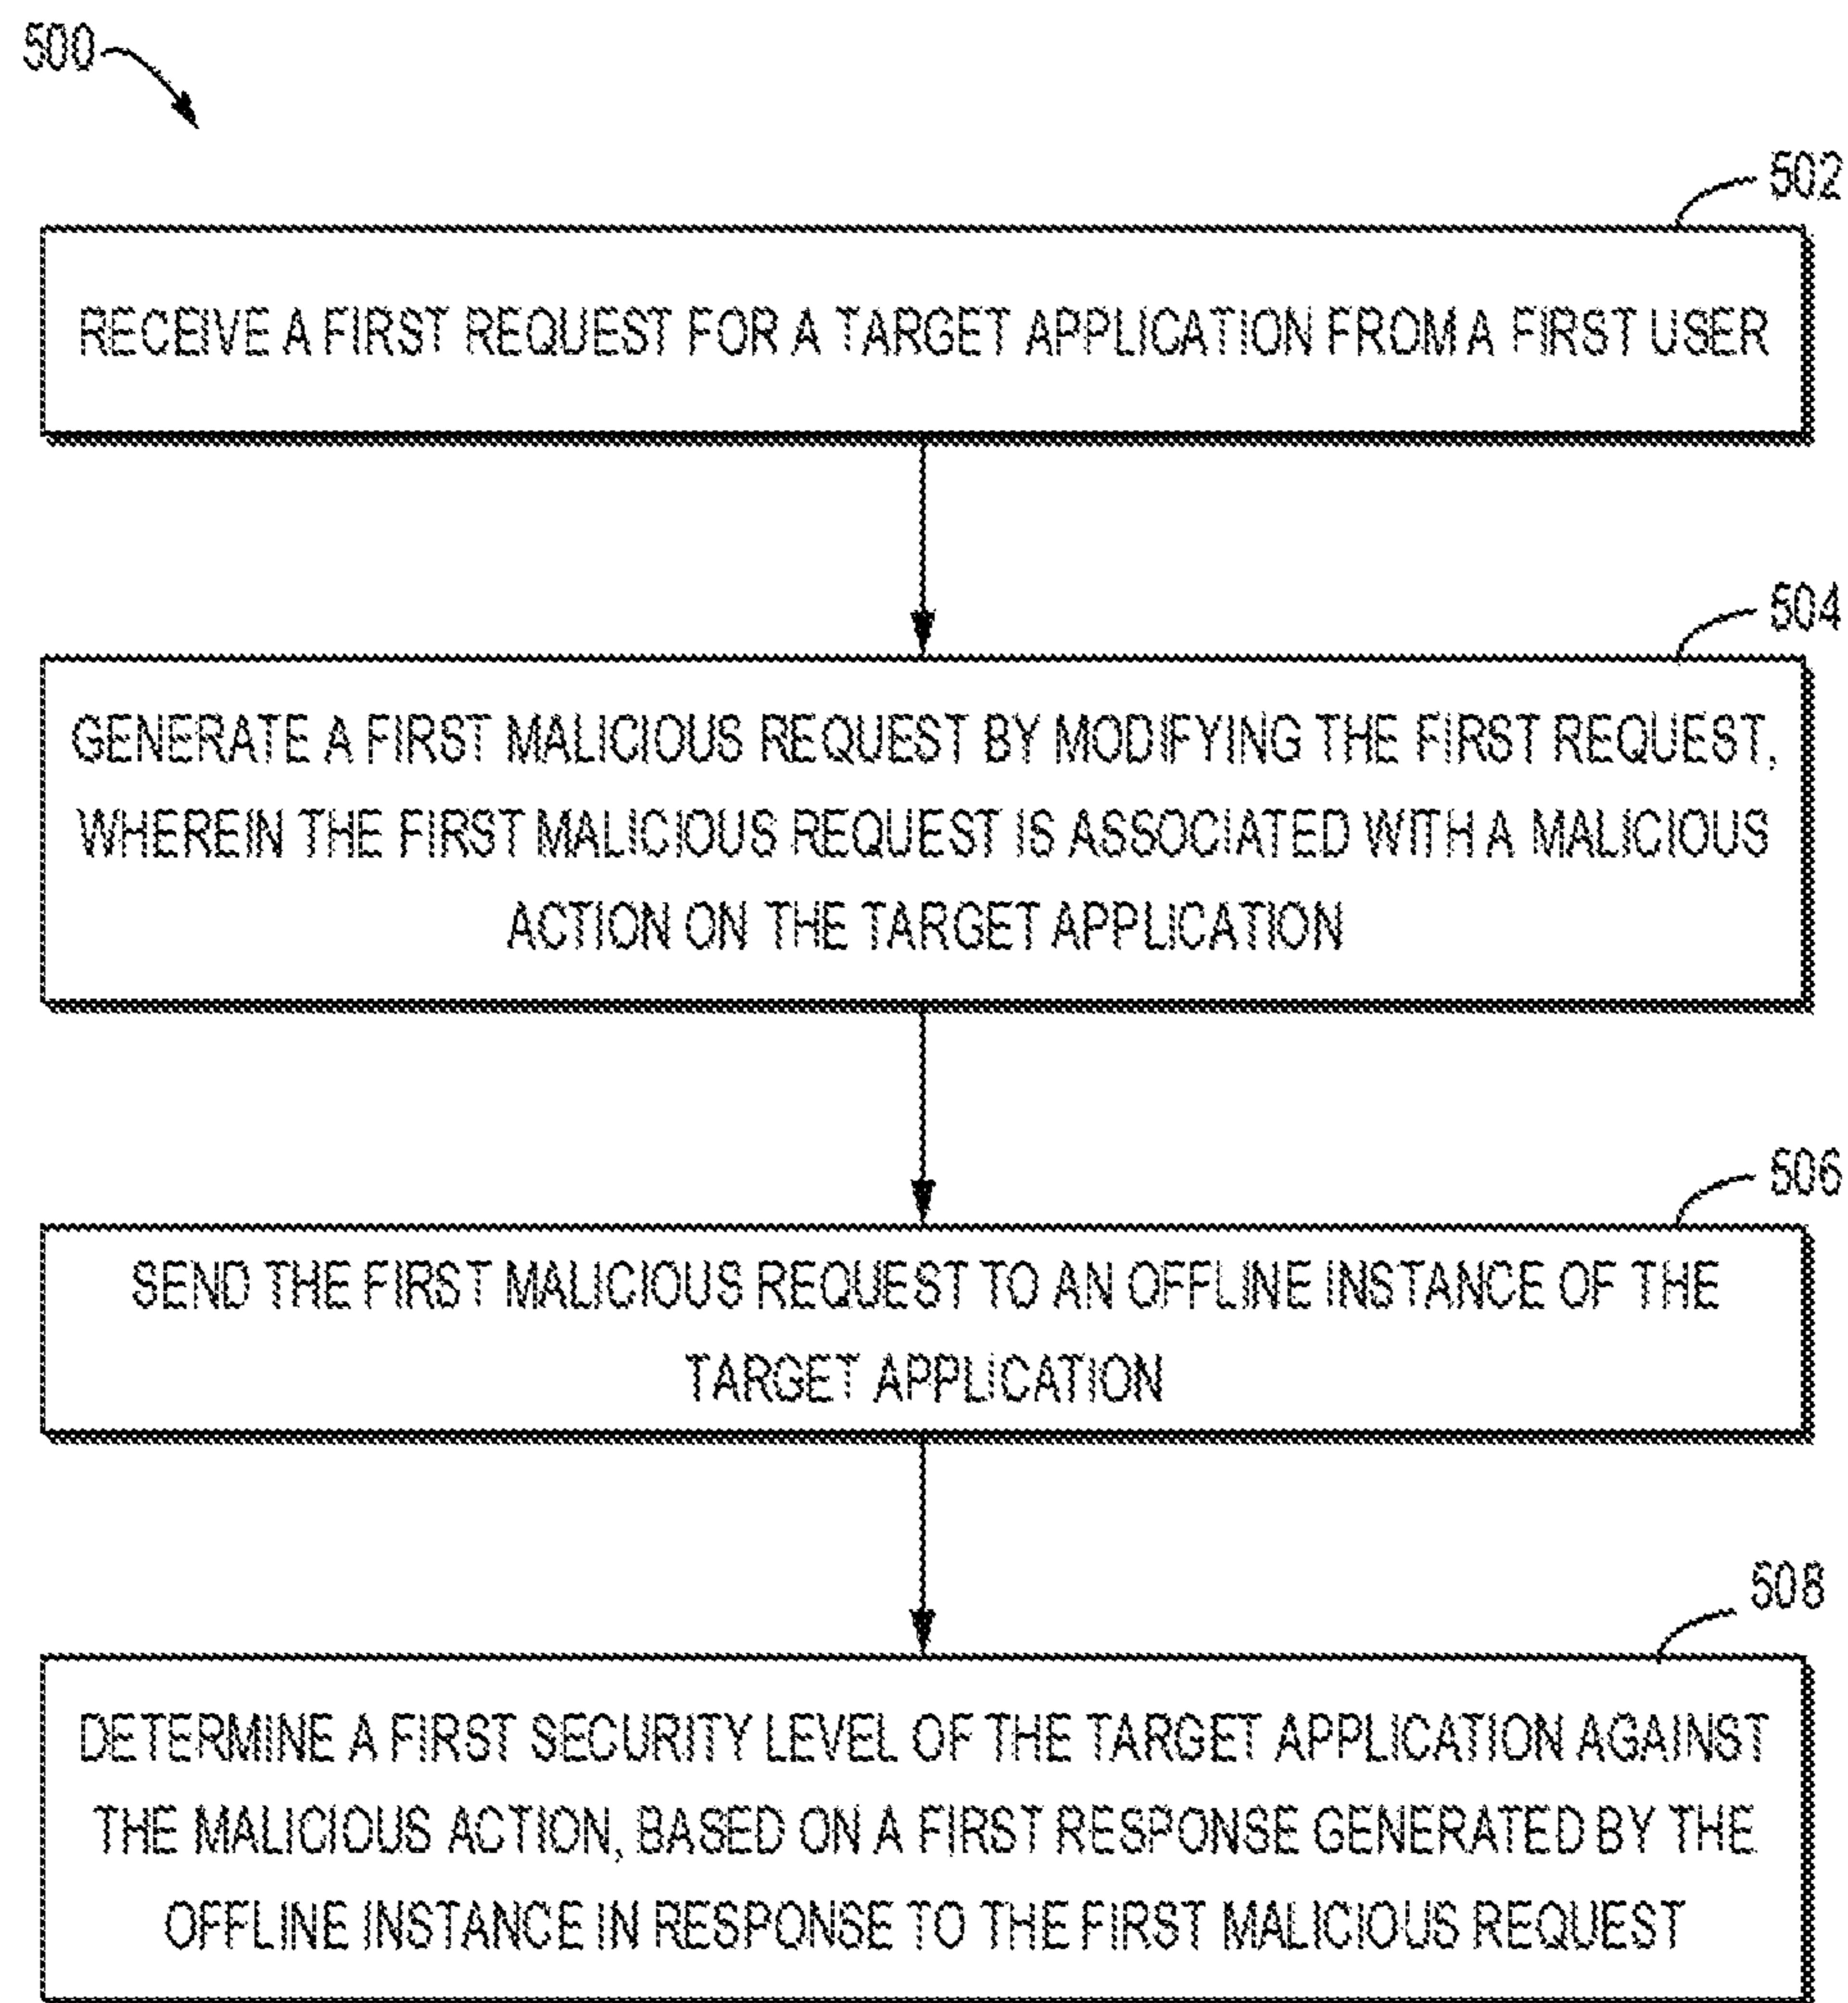 500
502
RECEIVE A FIRST REQUEST FOR A TARGET APPLICATION FROM A FIRST USER
504
GENERATE A FIRST MALICIOUS REQUEST BY MODIFYING THE FIRST REQUEST,
WHEREIN THE FIRST MALICIOUS REQUEST IS ASSOCIATED WITH A MALICIOUS
ACTION ON THE TARGET APPLICATION
506
SEND THE FIRST MALICIOUS REQUEST TO AN OFFLINE INSTANCE OF THE
TARGET APPLICATION
508
DETERMINE A FIRST SECURITY LEVEL OF THE TARGET APPLICATION AGAINST
THE MALICIOUS ACTION, BASED ON A FIRST RESPONSE GENERATED BY THE
OFFLINE INSTANCE IN RESPONSE TO THE FIRST MALICIOUS REQUEST